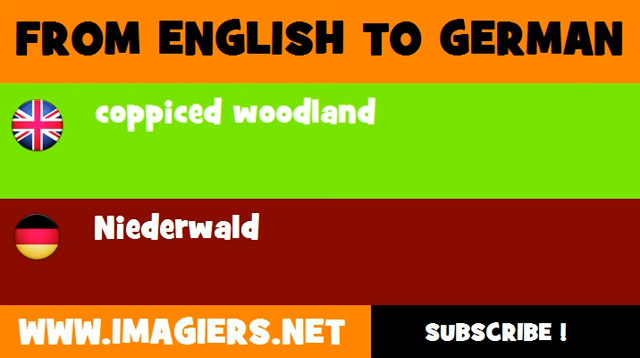 FROM ENGLISH TO GERMAN
coppiced woodland
Niederwald
WWW.IMAGIERS.NET
SUBSCRIBE !